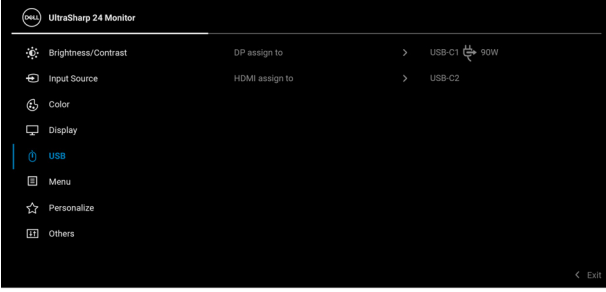 DELL UltraSharp 24 Monitor
Brightness/Contrast DP assign to > USB-C1 90W
Input Source HDMI assign to > USB-C2
Color
Display
USB
Menu
Personalize
Others
< Exit